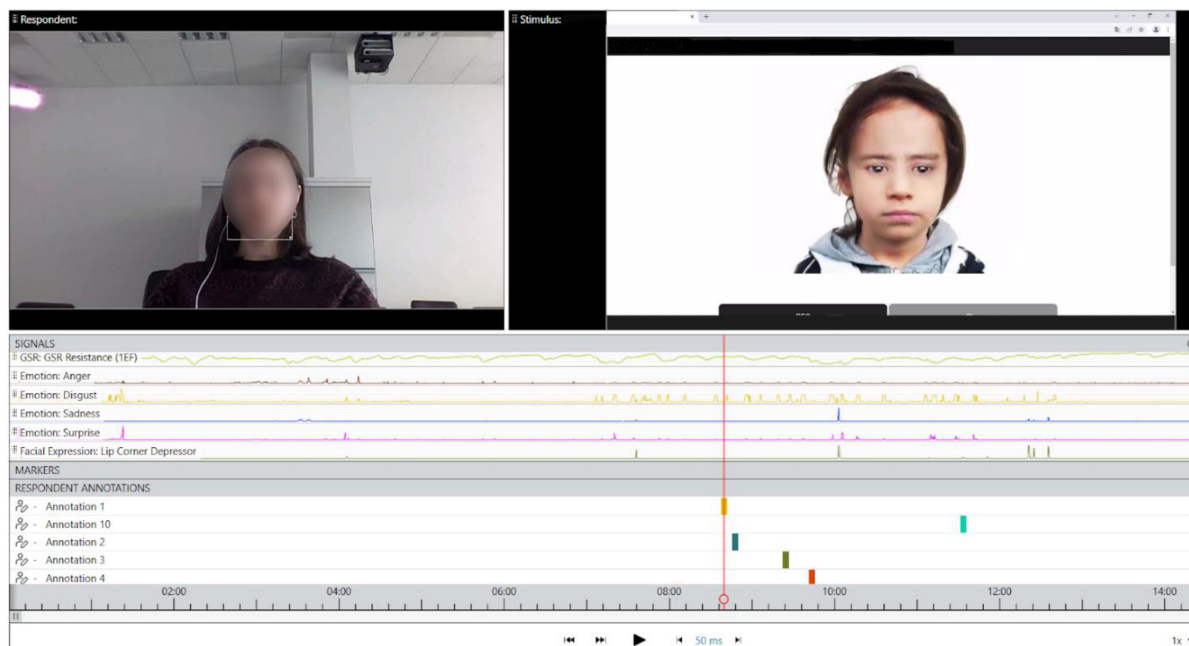 Respondent:
Stimulus:
SIGNALS
GSR: GSR Resistance (1EF)
Emotion: Anger
Emotion: Disgust
Emotion: Sadness
Emotion: Surprise
Facial Expression: Lip Corner Depressor
MARKERS
RESPONDENT ANNOTATIONS
- Annotation 1
- Annotation 10
- Annotation 2
- Annotation 3
- Annotation 4
02:00 04:00 06:00 08:00 10:00 12:00 14:00
50 ms 1x